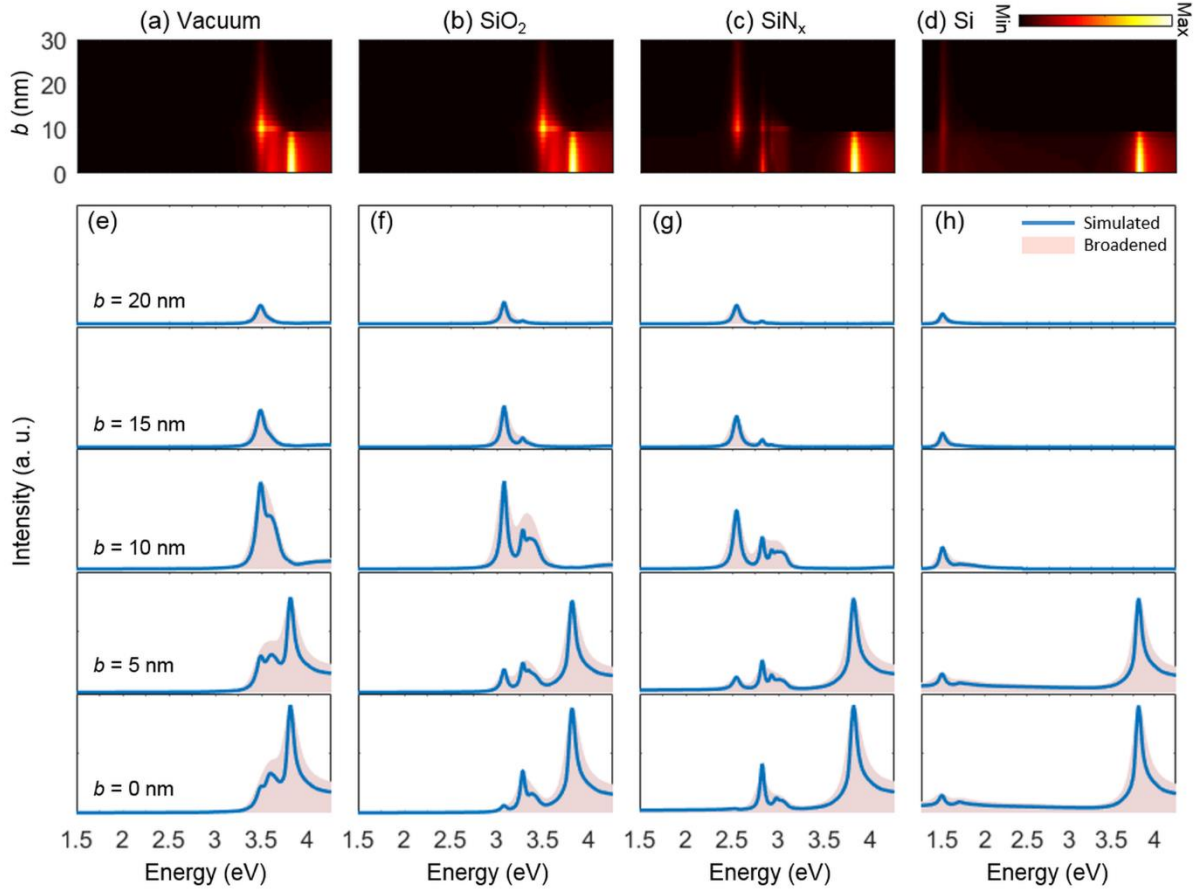 (a) Vacuum (b) SiO₂ (c) SiNₓ (d) Si Min Max
30
20
10
0
b (nm)
(e) (f) (g) (h)
Simulated
Broadened
b = 20 nm
b = 15 nm
b = 10 nm
b = 5 nm
b = 0 nm
Intensity (a. u.)
1.5 2 2.5 3 3.5 4 1.5 2 2.5 3 3.5 4 1.5 2 2.5 3 3.5 4 1.5 2 2.5 3 3.5 4
Energy (eV) Energy (eV) Energy (eV) Energy (eV)